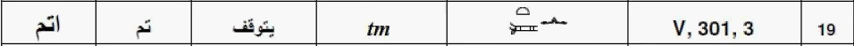 اتم تم يتوقف tm V, 301, 3 19